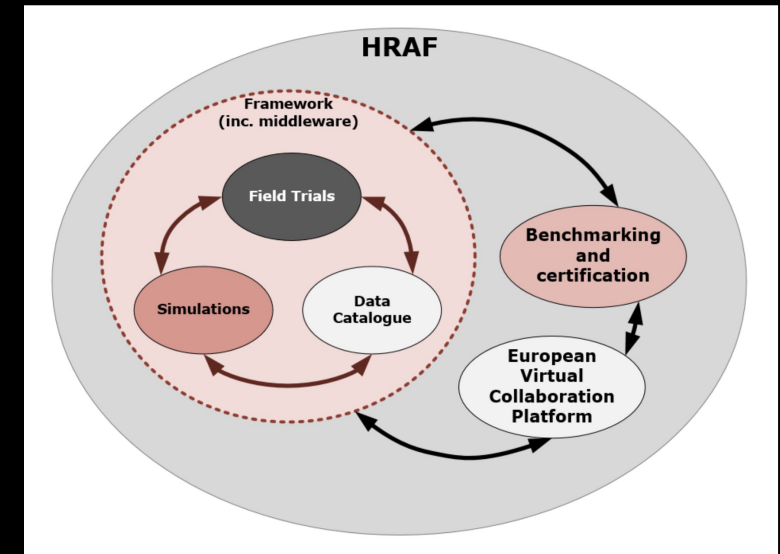 HRAF
Framework
(inc. middleware)
Field Trials
Simulations
Data
Catalogue
Benchmarking
and
certification
European
Virtual
Collaboration
Platform